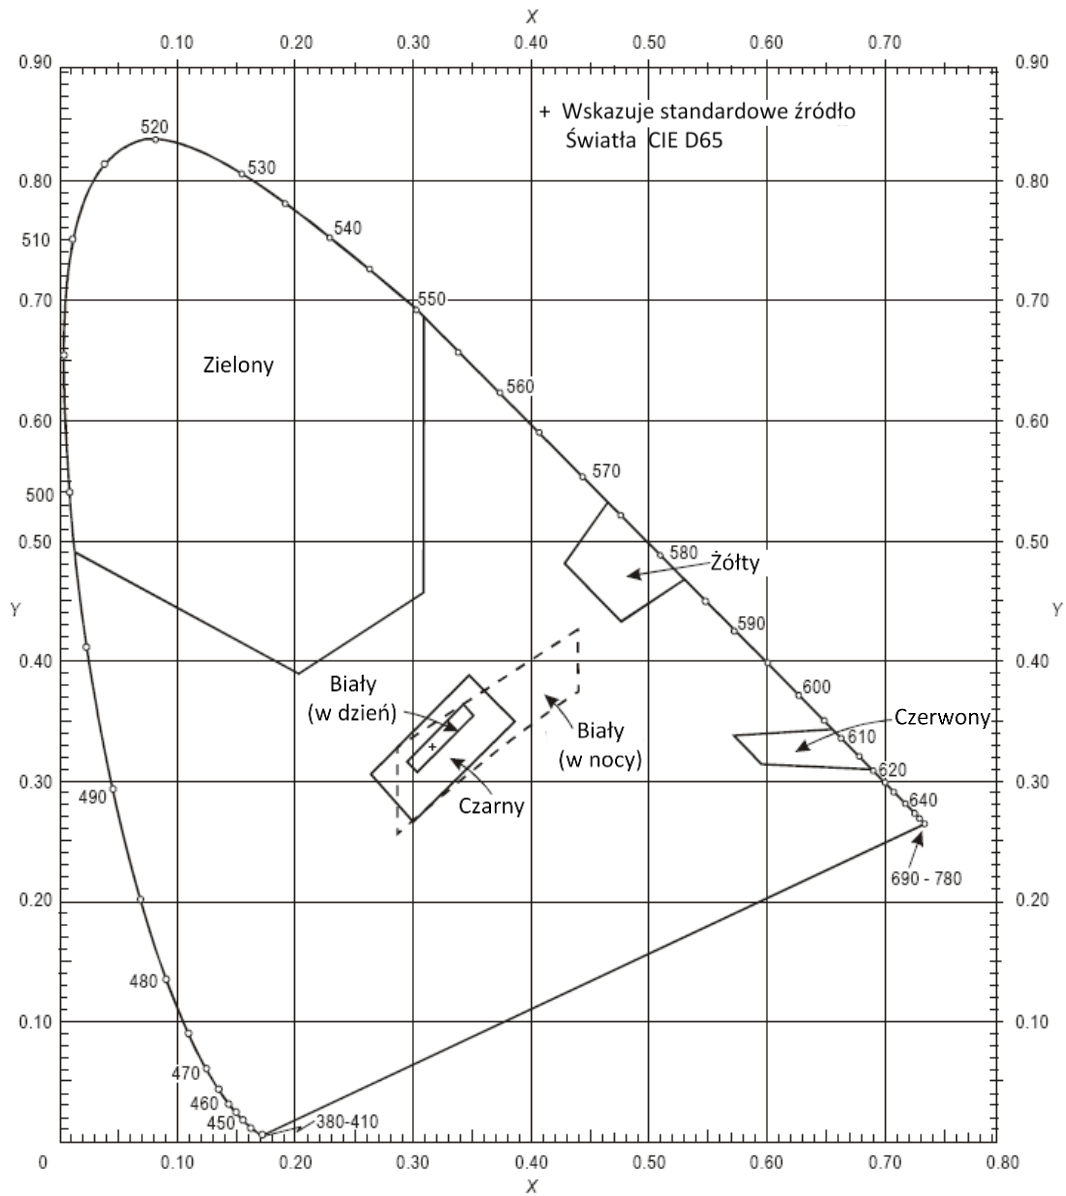 X
0.10 0.20 0.30 0.40 0.50 0.60 0.70
0.90 0.90
+ Wskazuje standardowe źródło
Światła CIE D65
520
530
0.80 0.80
540
510
550
0.70 0.70
Zielony
560
0.60 0.60
570
500
0.50 0.50
580
Żółty
Y Y
590
0.40 0.40
Biały
(w dzień)
600
Czerwony
Biały
(w nocy)
610
620
0.30 0.30
490
Czarny
640
690 - 780
0.20 0.20
480
0.10 0.10
470
460
450
380-410
0 0.10 0.20 0.30 0.40 0.50 0.60 0.70 0.80
X